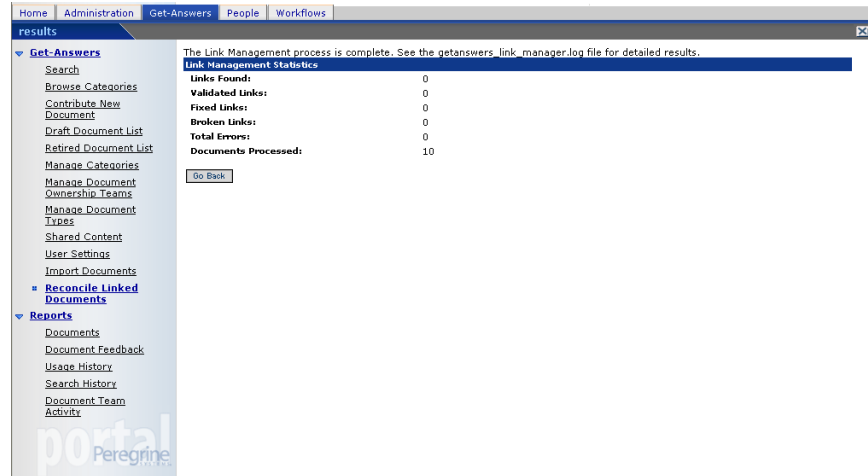 Home Administration Get-Answers People Workflows
results
Get-Answers
Search
Browse Categories
Contribute New
Document
Draft Document List
Retired Document List
Manage Categories
Manage Document
Ownership Teams
Manage Document
Types
Shared Content
User Settings
Import Documents
Reconcile Linked
Documents
Reports
Documents
Document Feedback
Usage History
Search History
Document Team
Activity
portal
Peregrine
The Link Management process is complete. See the getanswers_link_manager.log file for detailed results.
Link Management Statistics
Links Found: 0
Validated Links: 0
Fixed Links: 0
Broken Links: 0
Total Errors: 0
Documents Processed: 10
Go Back